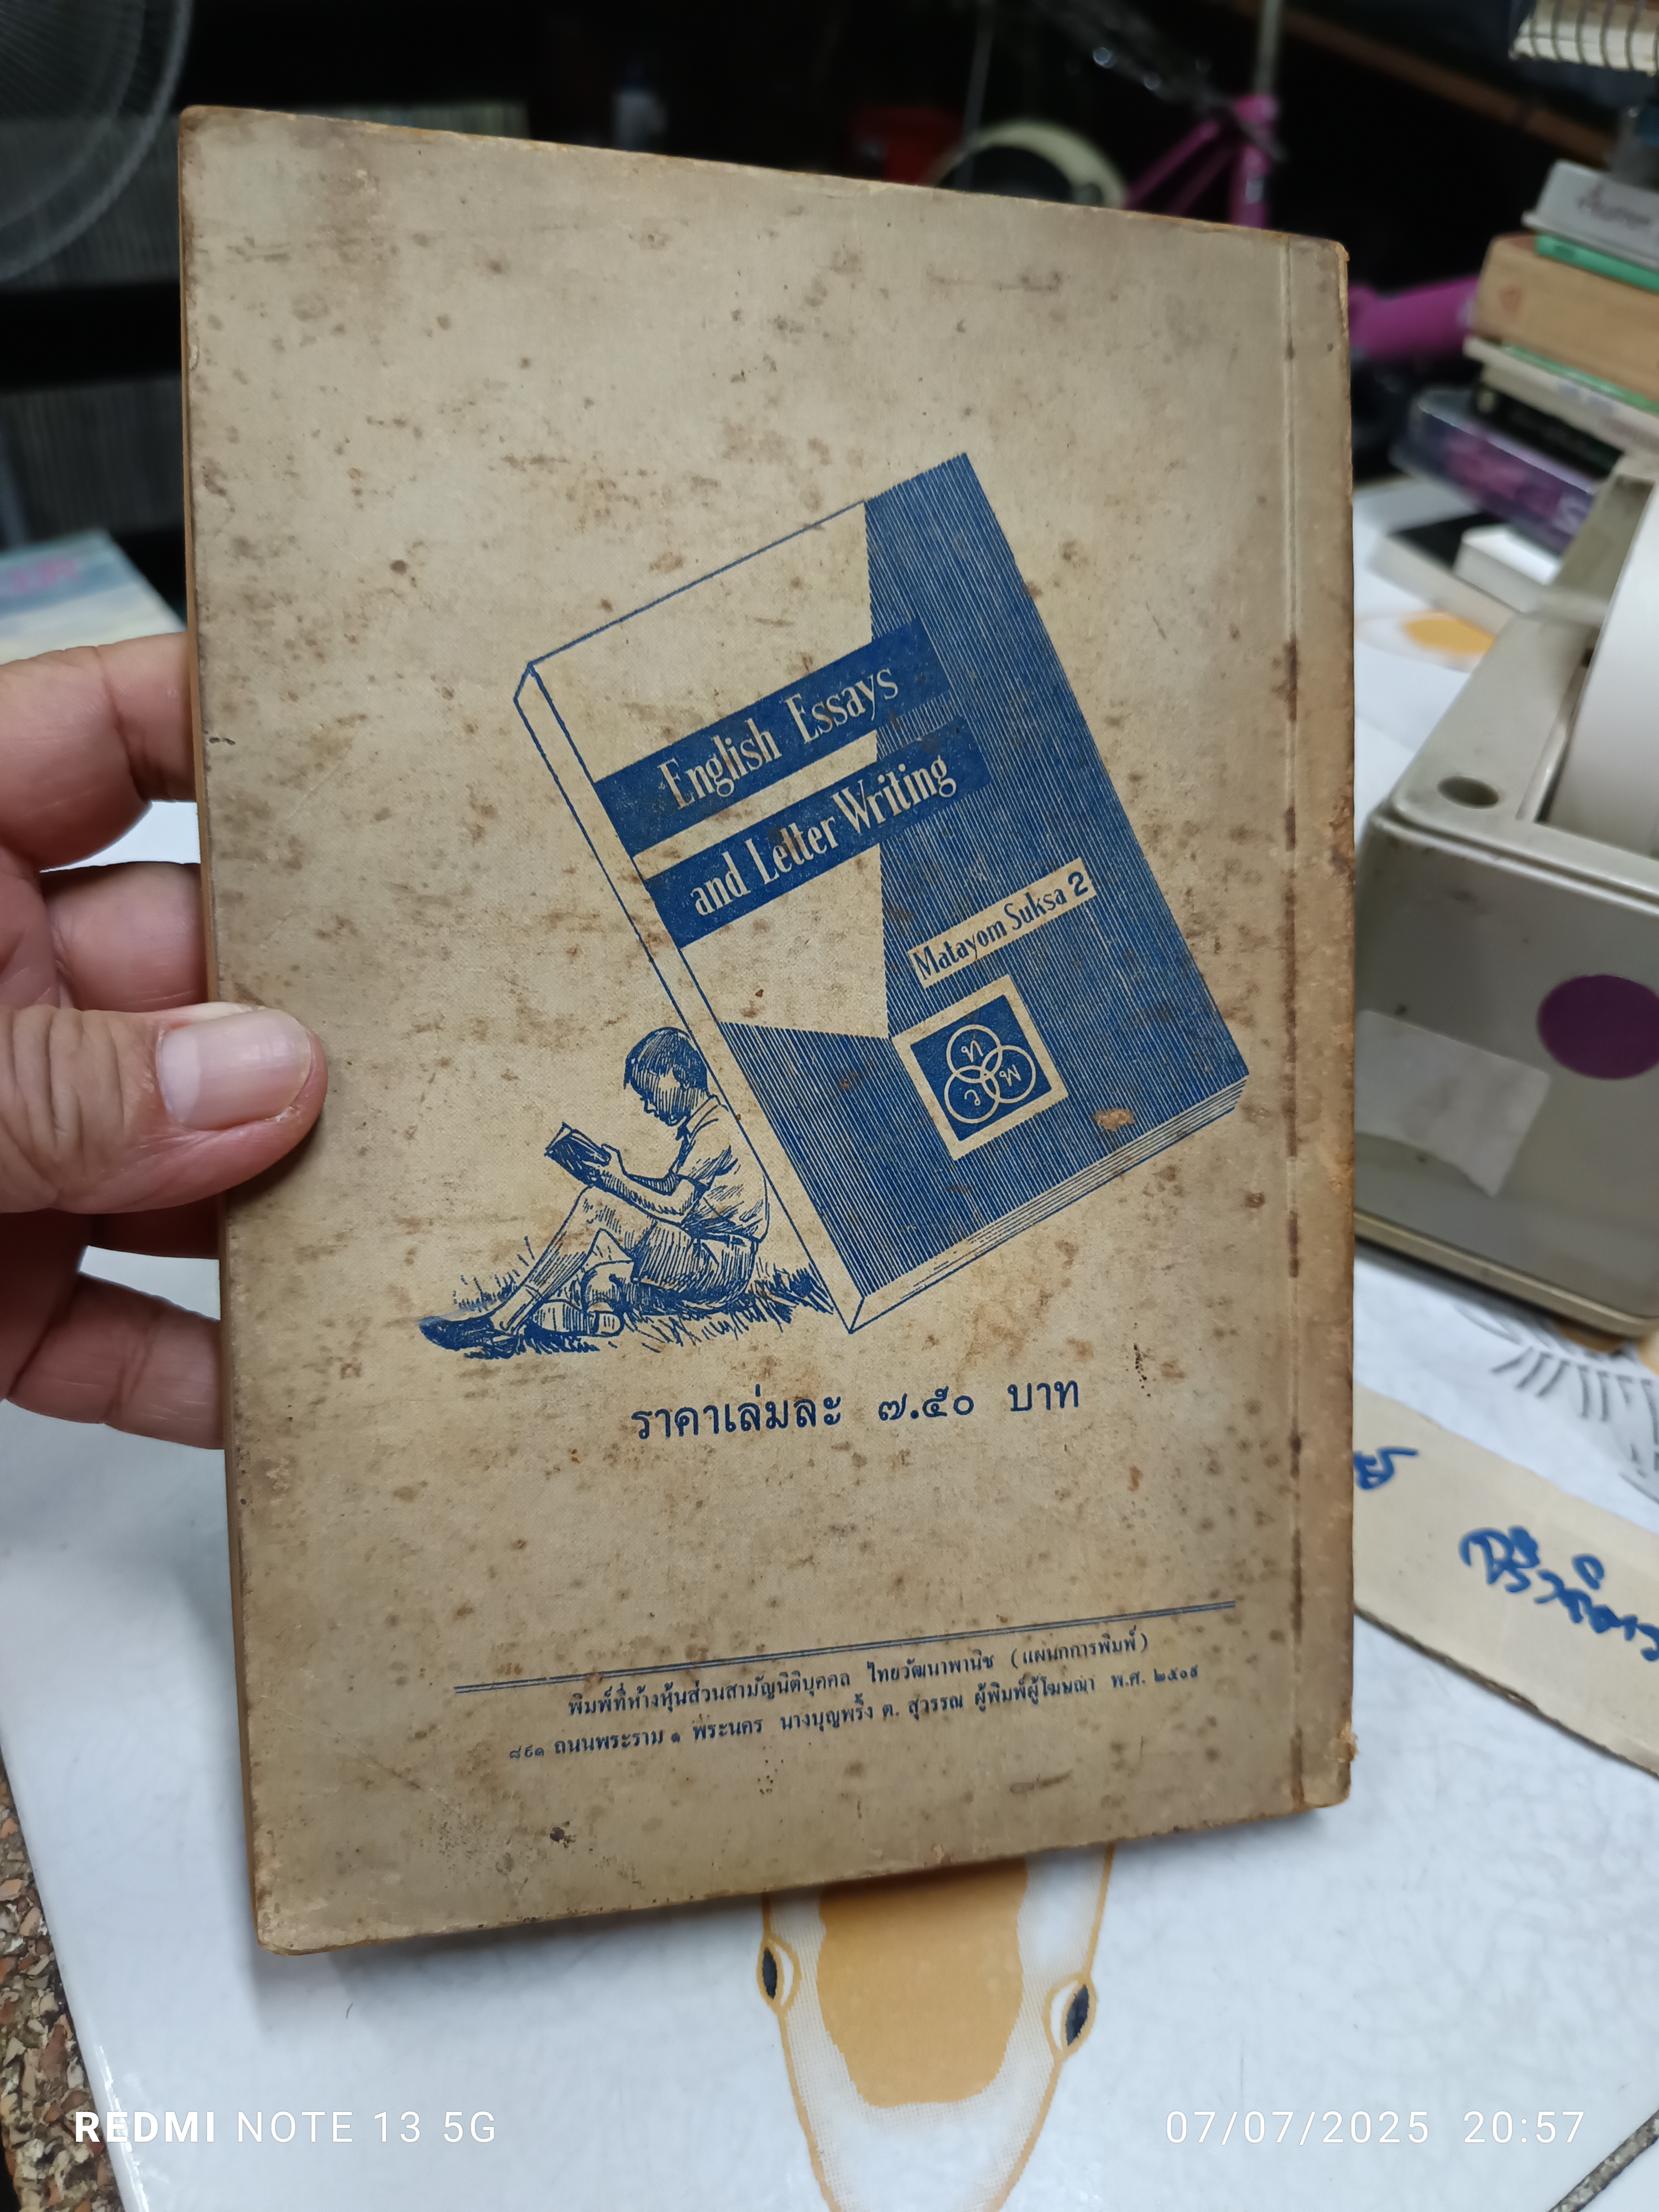 English Essays
and Letter Writing
Matayom Suksa 2
ท
ว พ
ราคาเล่มละ ๗.๕๐ บาท
พิมพ์ที่ห้างหุ้นส่วนสามัญนิติบุคคล ไทยวัฒนาพานิช (แผนกการพิมพ์)
๘๙๑ ถนนพระราม ๑ พระนคร นางบุญพริ้ง ต. สุวรรณ ผู้พิมพ์ผู้โฆษณา พ.ศ. ๒๕๐๙
REDMI NOTE 13 5G
07/07/2025 20:57